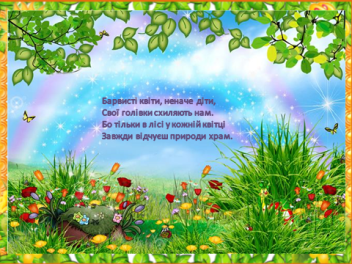 Барвисті квіти, неначе діти,
Свої голівки схиляють нам.
Бо тільки в лісі у кожній квітці
Завжди відчуєш природи храм.